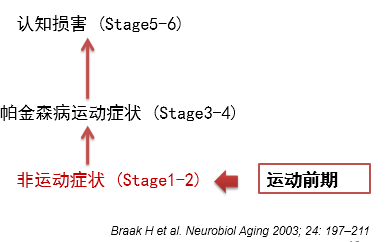 认知损害 (Stage5-6)
帕金森病运动症状 (Stage3-4)
非运动症状 (Stage1-2)
运动前期
Braak H et al. Neurobiol Aging 2003; 24: 197–211